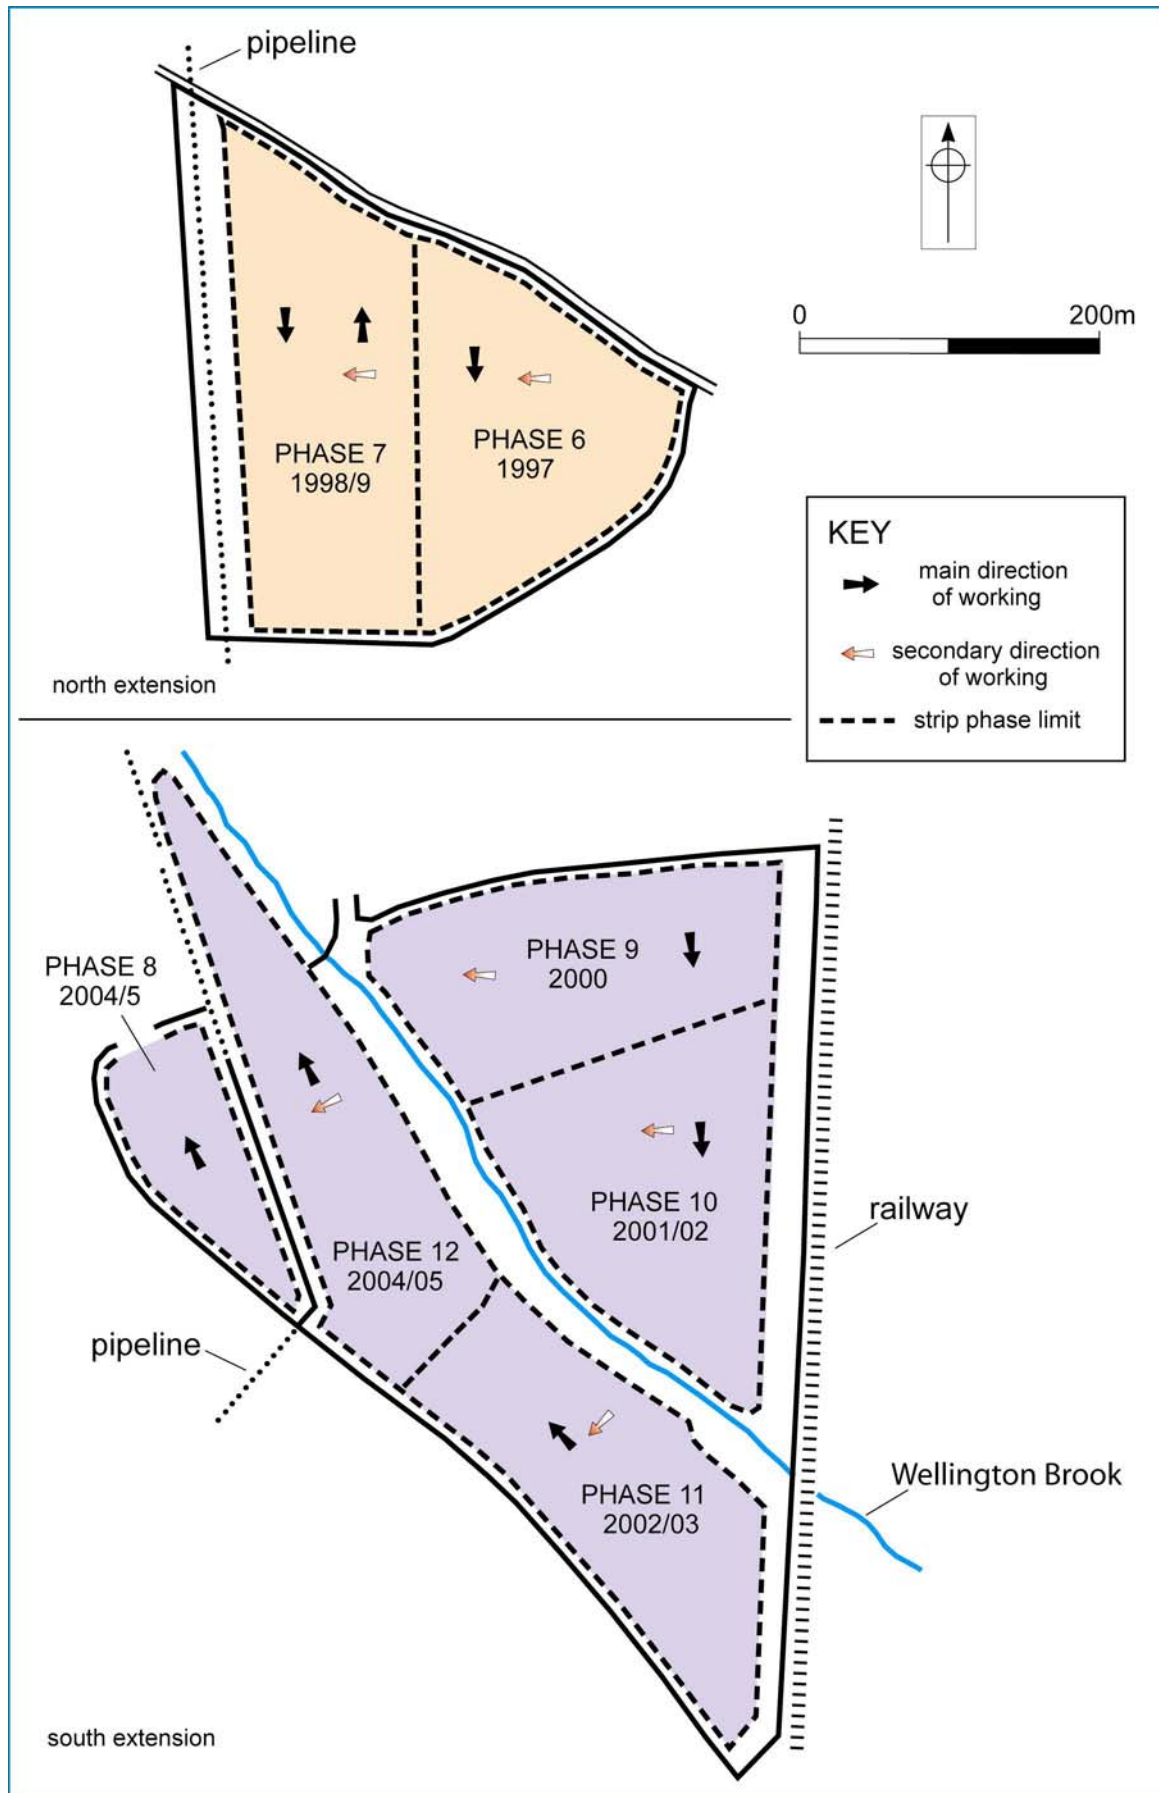 pipeline
0
200m
PHASE 7
1998/9
PHASE 6
1997
KEY
main direction
of working
secondary direction
of working
strip phase limit
north extension
PHASE 8
2004/5
PHASE 9
2000
PHASE 10
2001/02
railway
PHASE 12
2004/05
pipeline
Wellington Brook
PHASE 11
2002/03
south extension